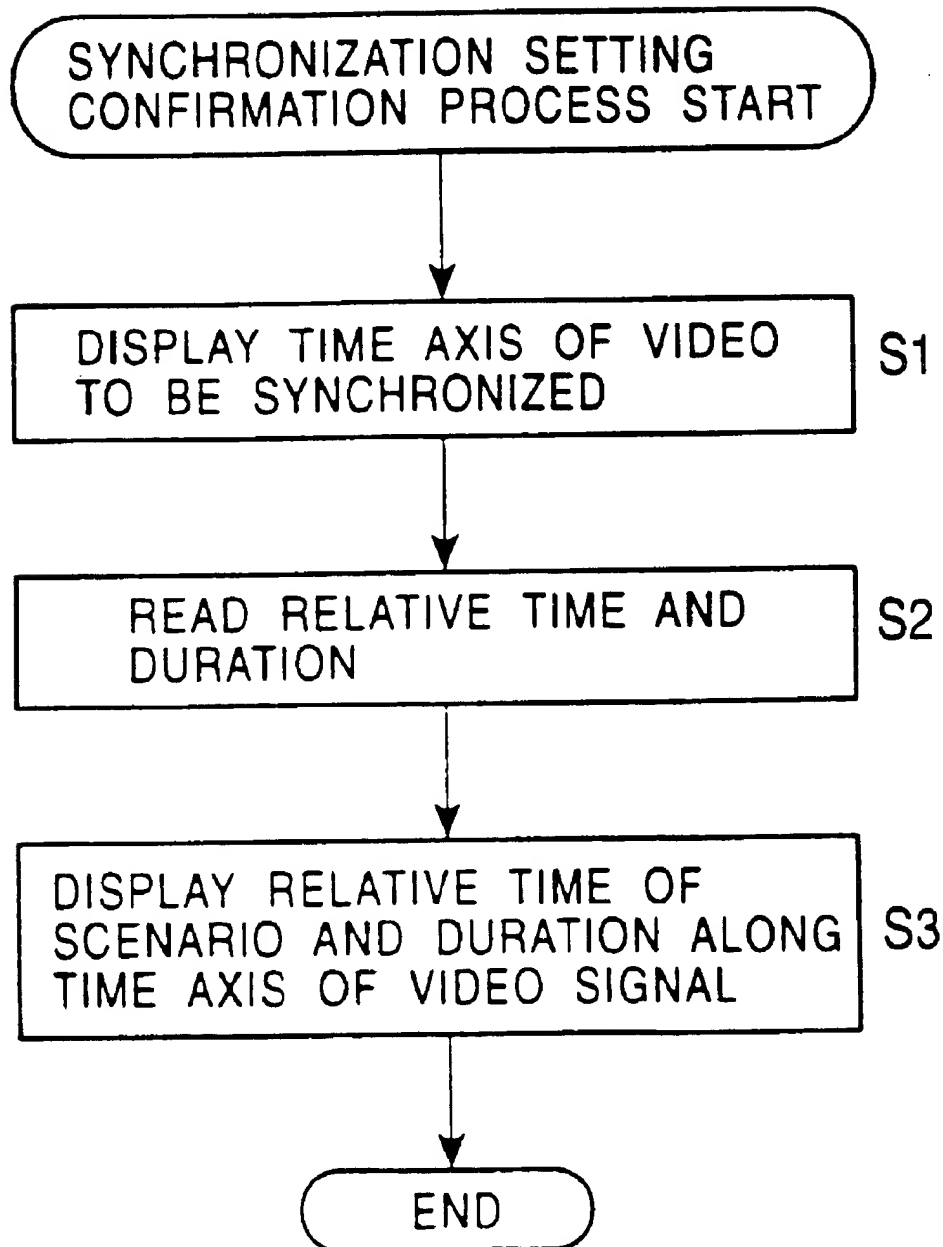 SYNCHRONIZATION SETTING
CONFIRMATION PROCESS START
DISPLAY TIME AXIS OF VIDEO
TO BE SYNCHRONIZED
S1
READ RELATIVE TIME AND
DURATION
S2
DISPLAY RELATIVE TIME OF
SCENARIO AND DURATION ALONG
TIME AXIS OF VIDEO SIGNAL
S3
END